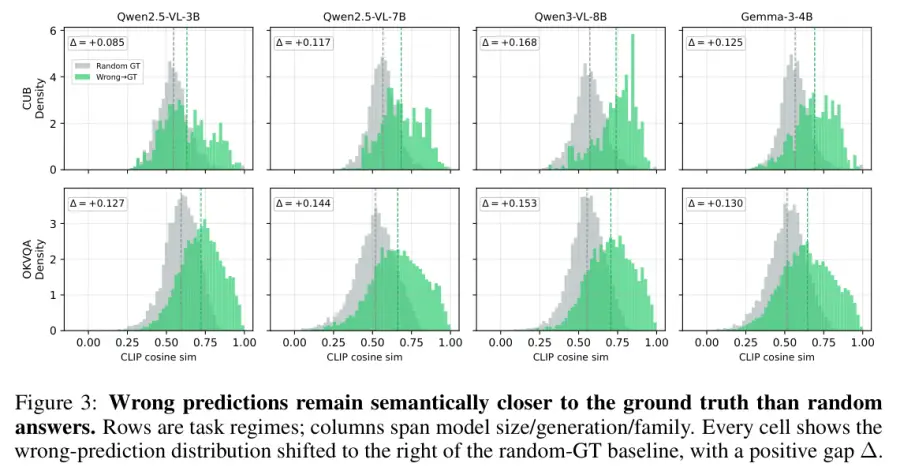 Qwen2.5-VL-3B Qwen2.5-VL-7B Qwen3-VL-8B Gemma-3-4B
6
4
2
0
CUB
Density
Δ = +0.085
Random GT
Wrong→GT
Δ = +0.117
Δ = +0.168
Δ = +0.125
3
2
1
0
OKVQA
Density
Δ = +0.127
Δ = +0.144
Δ = +0.153
Δ = +0.130
0.00 0.25 0.50 0.75 1.00 0.00 0.25 0.50 0.75 1.00 0.00 0.25 0.50 0.75 1.00 0.00 0.25 0.50 0.75 1.00
CLIP cosine sim CLIP cosine sim CLIP cosine sim CLIP cosine sim
Figure 3: Wrong predictions remain semantically closer to the ground truth than random
answers. Rows are task regimes; columns span model size/generation/family. Every cell shows the
wrong-prediction distribution shifted to the right of the random-GT baseline, with a positive gap Δ.